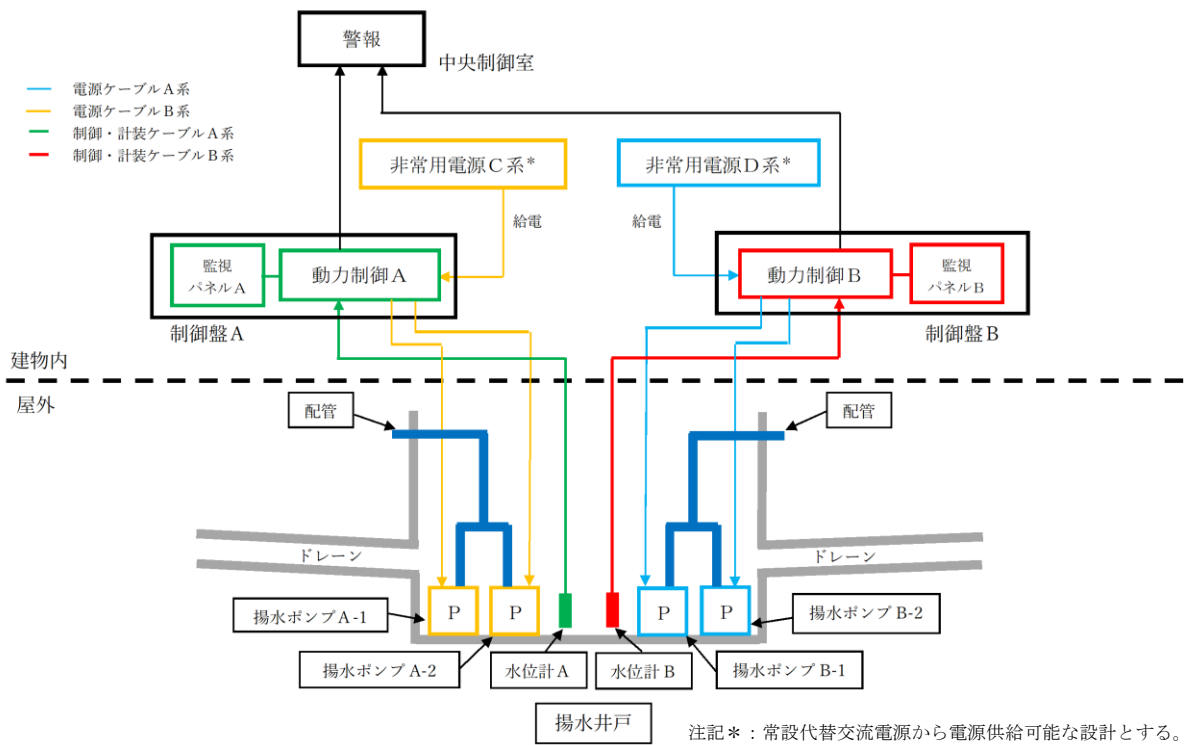 警報
中央制御室
電源ケーブルA系
電源ケーブルB系
制御・計装ケーブルA系
制御・計装ケーブルB系
非常用電源C系*
非常用電源D系*
給電
給電
監視
パネルA
動力制御A
動力制御B
監視
パネルB
制御盤A
制御盤B
建物内
屋外
配管
配管
ドレーン
ドレーン
P
P
P
P
揚水ポンプA-1
揚水ポンプB-2
揚水ポンプA-2
水位計A
水位計B
揚水ポンプB-1
揚水井戸
注記*:常設代替交流電源から電源供給可能な設計とする。